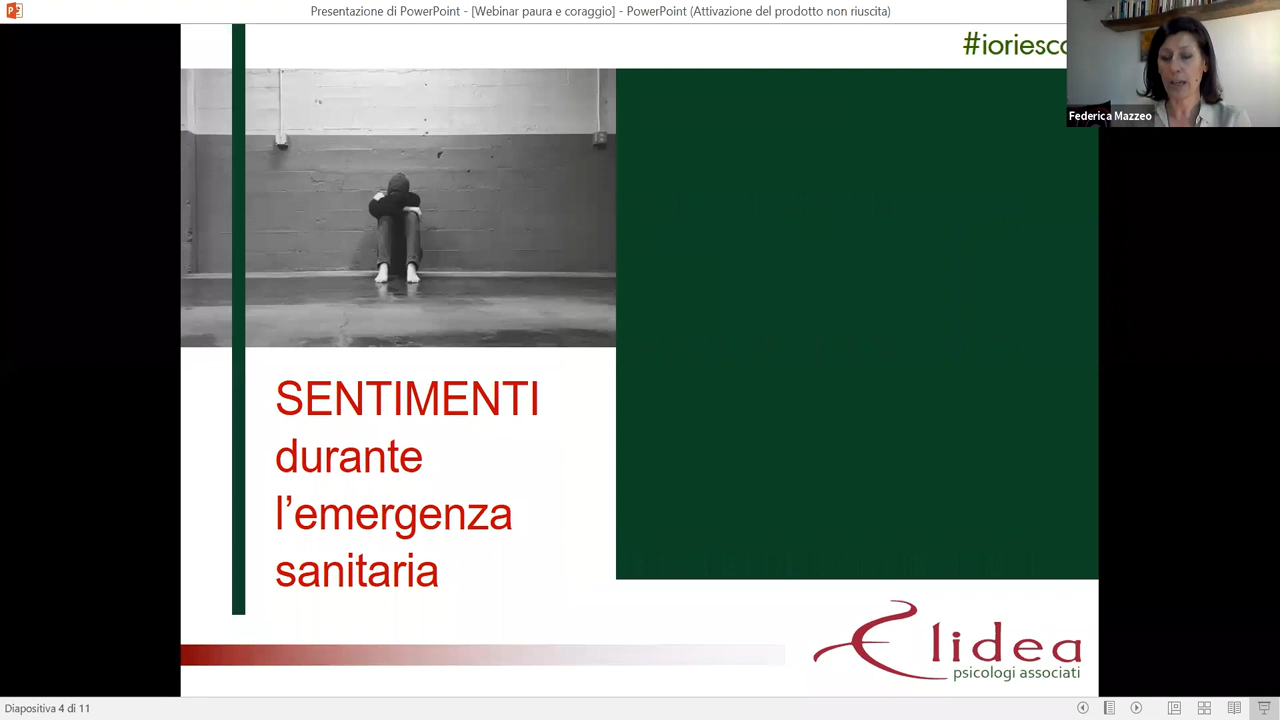 Presentazione di PowerPoint - [Webinar paura e coraggio] - PowerPoint (Attivazione del prodotto non riuscita)
#ioriesco
Federica Mazzeo
SENTIMENTI
durante
l’emergenza
sanitaria
Elidea
psicologi associati
Diapositiva 4 di 11